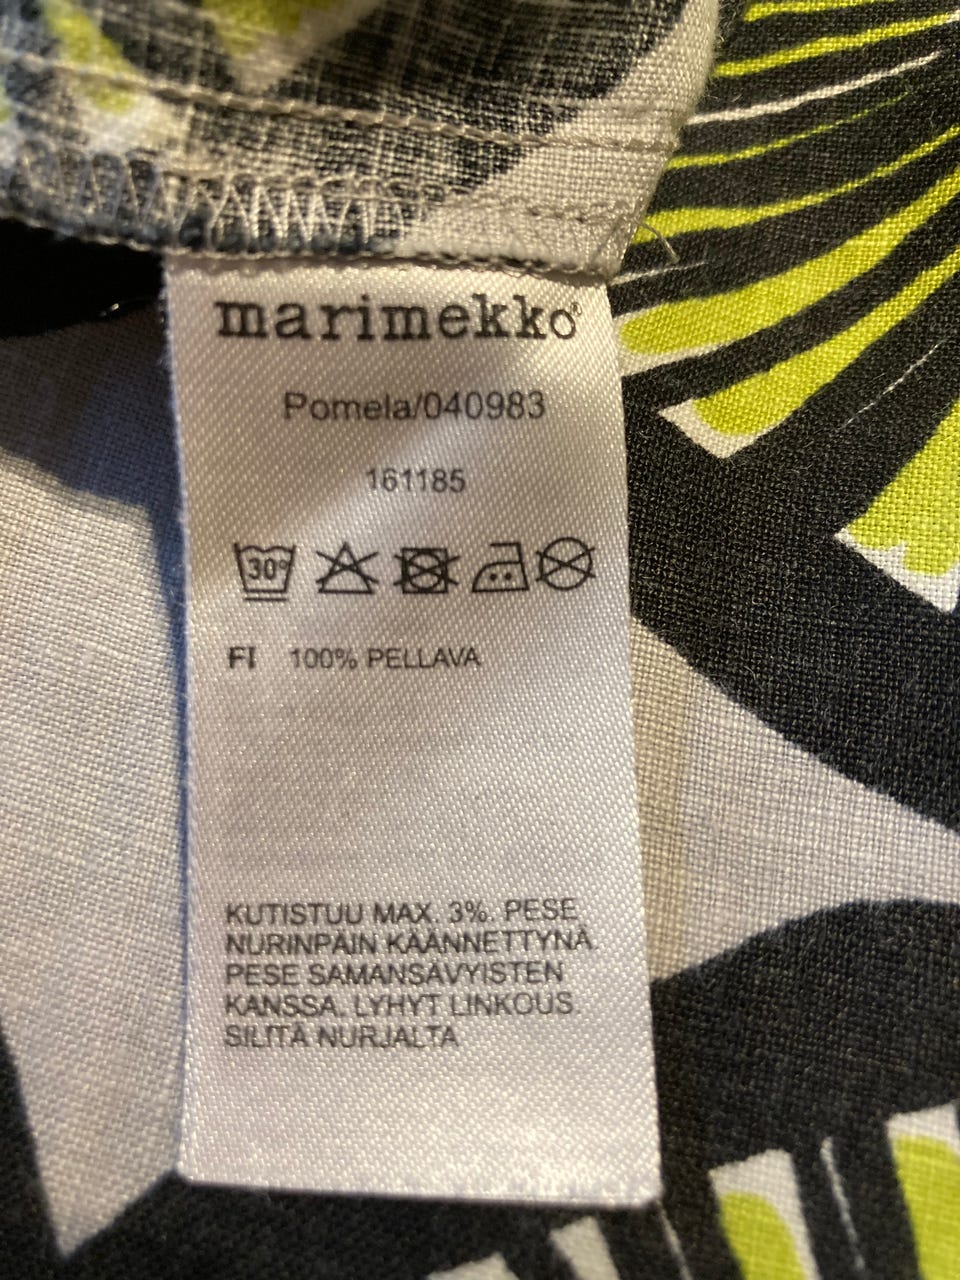 marimekko®
Pomela/040983
161185
30°
FI 100% PELLAVA
KUTISTUU MAX. 3%. PESE
NURINPÄIN KÄÄNNETTYNÄ.
PESE SAMANSÄVYISTEN
KANSSA. LYHYT LINKOUS.
SILITÄ NURJALTA